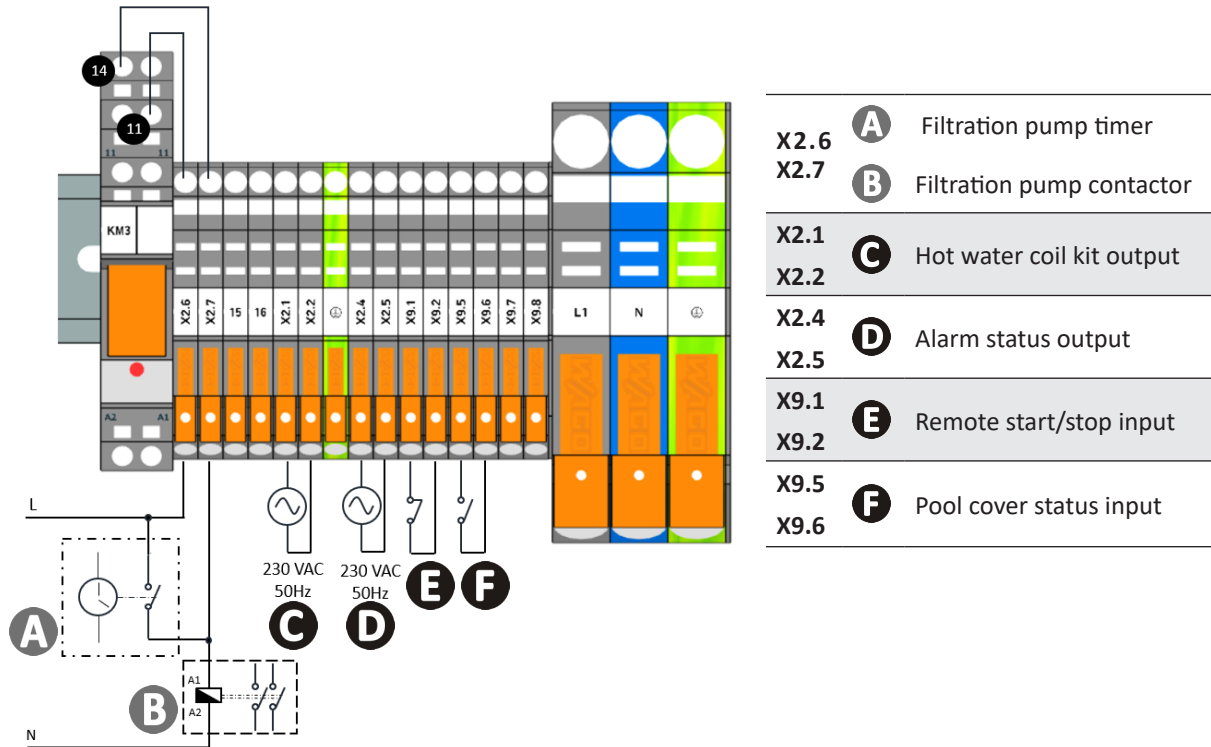 14
11
11 11
KM3
X2.6 X2.7 15 16 X2.1 X2.2 X2.4 X2.5 X9.1 X9.2 X9.5 X9.6 X9.7 X9.8 L1 N
A2 A1
L
230 VAC 230 VAC
50Hz 50Hz
C D E F
A
A1
B
A2
N
X2.6
X2.7
A Filtration pump timer
B Filtration pump contactor
X2.1
X2.2
C Hot water coil kit output
X2.4
X2.5
D Alarm status output
X9.1
X9.2
E Remote start/stop input
X9.5
X9.6
F Pool cover status input